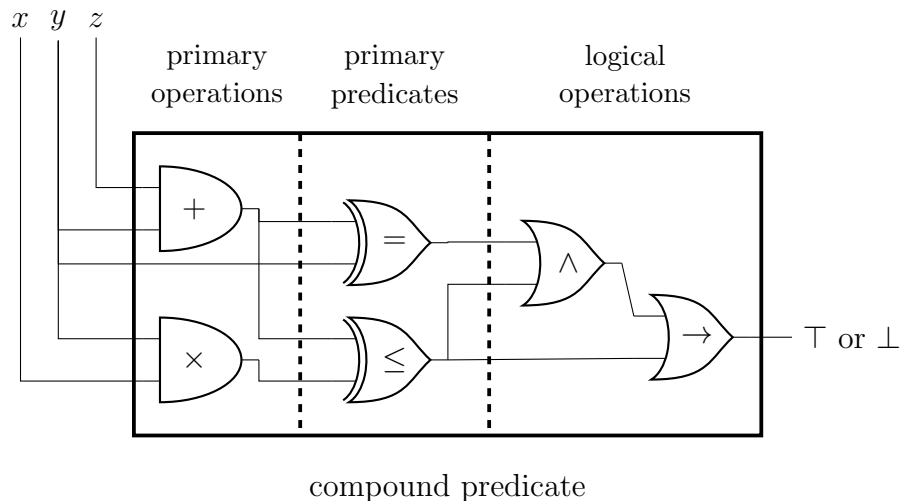 x y z
primary operations
primary predicates
logical operations
+
=
∧
×
≤
→
⊤ or ⊥
compound predicate